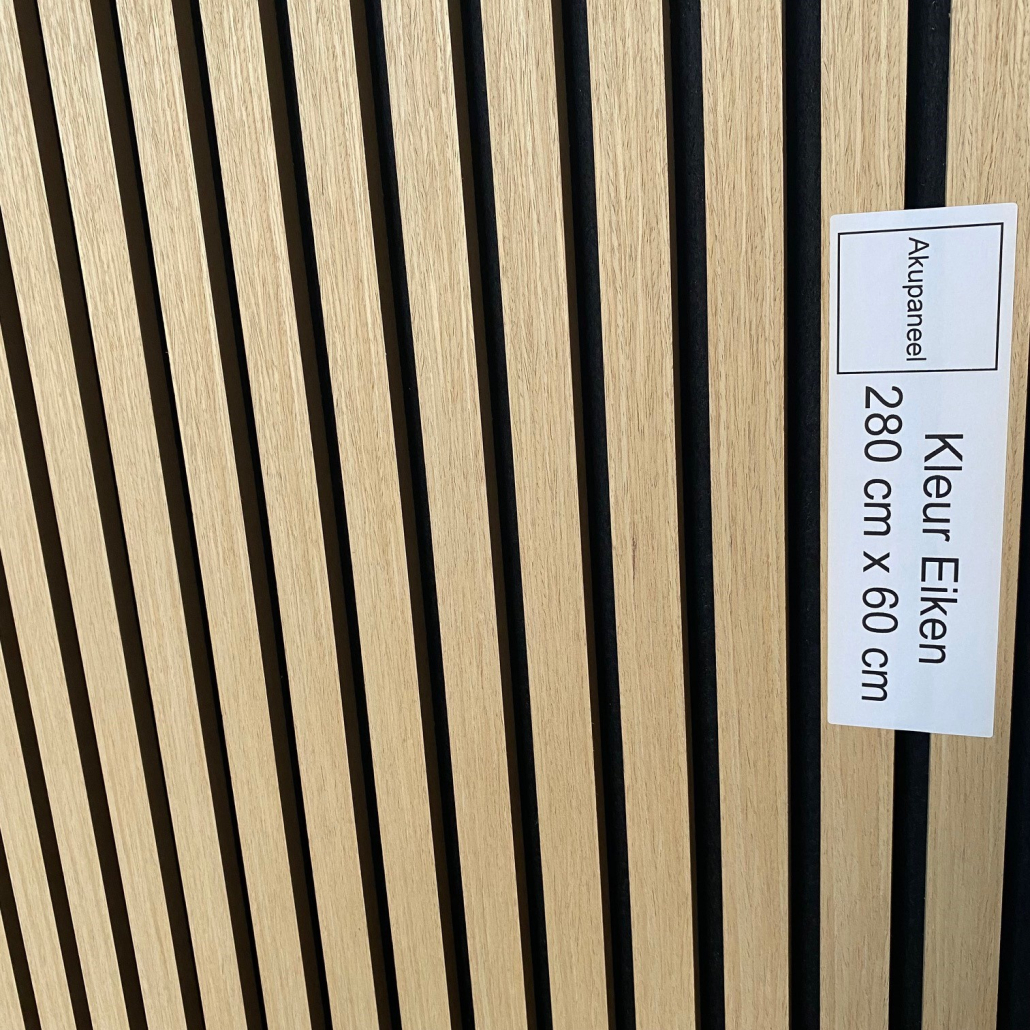 Akupaneel
Kleur Eiken
280 cm x 60 cm